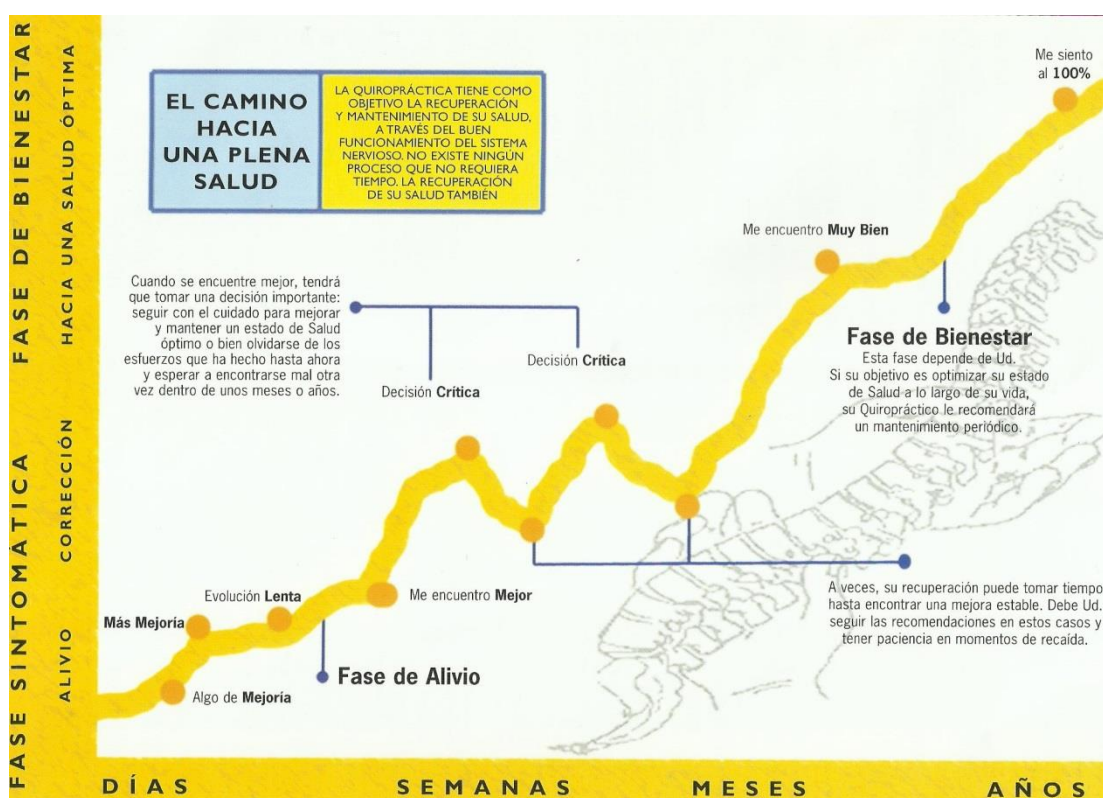 FASE DE BIENESTAR
HACIA UNA SALUD ÓPTIMA
FASE SINTOMÁTICA
CORRECCIÓN
ALIVIO
EL CAMINO
HACIA
UNA PLENA
SALUD
LA QUIROPRÁCTICA TIENE COMO
OBJETIVO LA RECUPERACIÓN
Y MANTENIMIENTO DE SU SALUD,
A TRAVÉS DEL BUEN
FUNCIONAMIENTO DEL SISTEMA
NERVIOSO. NO EXISTE NINGÚN
PROCESO QUE NO REQUIERA
TIEMPO. LA RECUPERACIÓN
DE SU SALUD TAMBIÉN
Me siento
al 100%
Me encuentro Muy Bien
Cuando se encuentre mejor, tendrá
que tomar una decisión importante:
seguir con el cuidado para mejorar
y mantener un estado de Salud
óptimo o bien olvidarse de los
esfuerzos que ha hecho hasta ahora
y esperar a encontrarse mal otra
vez dentro de unos meses o años.
Decisión Crítica
Decisión Crítica
Fase de Bienestar
Esta fase depende de Ud.
Si su objetivo es optimizar su estado
de Salud a lo largo de su vida,
su Quiropráctico le recomendará
un mantenimiento periódico.
A veces, su recuperación puede tomar tiempo
hasta encontrar una mejora estable. Debe Ud.
seguir las recomendaciones en estos casos y
tener paciencia en momentos de recaída.
Evolución Lenta
Me encuentro Mejor
Más Mejoría
Fase de Alivio
Algo de Mejoría
DÍAS
SEMANAS
MESES
AÑOS